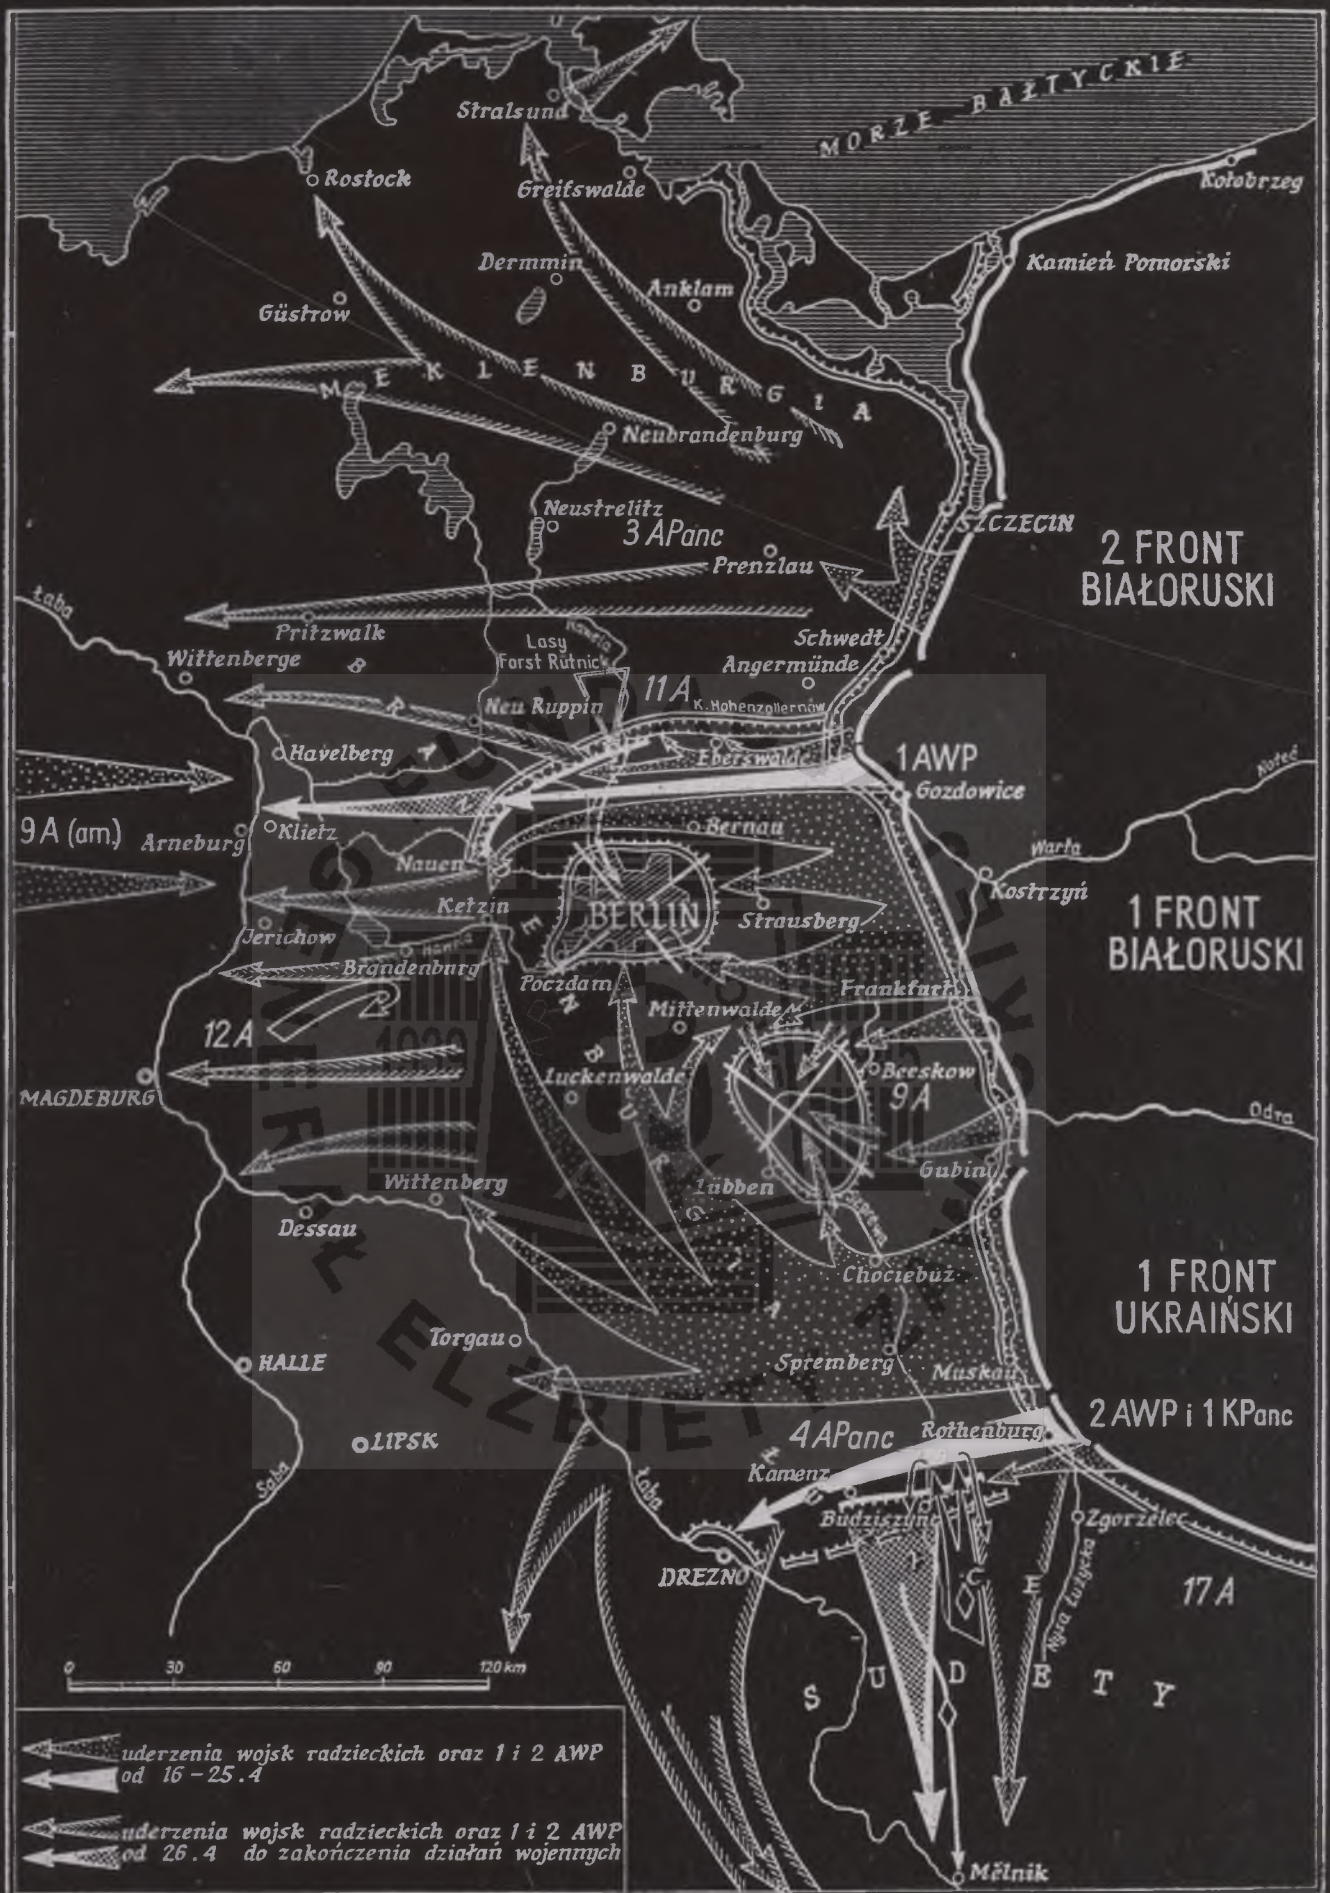 MORZE BAŁTYCKIE
Stralsund
Rostock
Greifswalde
Kołobrzeg
Kamień Pomorski
Dermmin
Anklam
Güstrow
MEKLENBURGIA
Neubrandenburg
Neustrelitz
3 APanc
SZCZECIN
Prenzlau
2 FRONT
BIAŁORUSKI
Łaba
Pritzwalk
Hawela
Schwedt
Lasy
Forst Rütnic
Wittenberge
Angermünde
11 A
K. Hohenzollernów
Neu Ruppin
Havelberg
Eberswalde
1 AWP
Noteć
Gozdowice
9 A (am.)
Arneburg
Klietz
Bernau
Warta
Nauen
Kostrzyń
Ketzin
BERLIN
Strausberg
1 FRONT
BIAŁORUSKI
Jerichow
Brandenburg
Poczdam
Frankfurt
Mittenwalde
12 A
Luckenwalde
Beeskow
9 A
MAGDEBURG
Odra
Gubin
Wittenberg
Lübben
Dessau
Chociebuż
1 FRONT
UKRAIŃSKI
Torgau
HALLE
Spremberg
Muskau
2 AWP i 1 KPanc
LIPSK
4 APanc
Rothenburg
Kamenz
Łaba
Budziszyn
Zgorzelec
DREZNO
17 A
Nysa Łużycka
SUDETY
0 30 60 90 120 km
uderzenia wojsk radzieckich oraz 1 i 2 AWP
od 16-25.4
uderzenia wojsk radzieckich oraz 1 i 2 AWP
od 26.4 do zakończenia działań wojennych
Mělnik